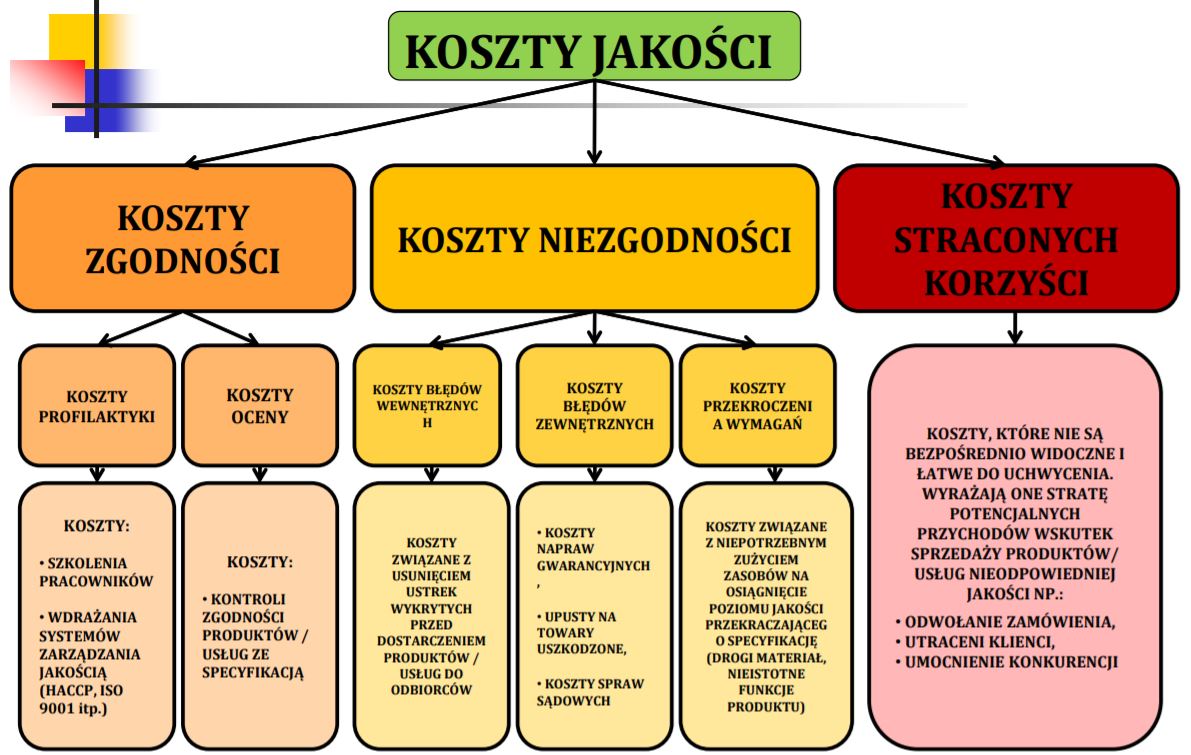 KOSZTY JAKOŚCI
KOSZTY
ZGODNOŚCI
KOSZTY NIEZGODNOŚCI
KOSZTY
STRACONYCH
KORZYŚCI
KOSZTY
PROFILAKTYKI
KOSZTY
OCENY
KOSZTY BŁĘDÓW
WEWNĘTRZNYC
H
KOSZTY
BŁĘDÓW
ZEWNĘTRZNYCH
KOSZTY
PRZEKROCZENI
A WYMAGAŃ
KOSZTY:
• SZKOLENIA
PRACOWNIKÓW
• WDRAŻANIA
SYSTEMÓW
ZARZĄDZANIA
JAKOŚCIĄ
(HACCP, ISO
9001 itp.)
KOSZTY:
• KONTROLI
ZGODNOŚCI
PRODUKTÓW /
USŁUG ZE
SPECYFIKACJĄ
KOSZTY
ZWIĄZANE Z
USUNIĘCIEM
USTREK
WYKRYTYCH
PRZED
DOSTARCZENIEM
PRODUKTÓW /
USŁUG DO
ODBIORCÓW
• KOSZTY
NAPRAW
GWARANCYJNYCH
,
• UPUSTY NA
TOWARY
USZKODZONE,
• KOSZTY SPRAW
SĄDOWYCH
KOSZTY ZWIĄZANE
Z NIEPOTRZEBNYM
ZUŻYCIEM
ZASOBÓW NA
OSIĄGNIĘCIE
POZIOMU JAKOŚCI
PRZEKRACZAJĄCEG
O SPECYFIKACJĘ
(DROGI MATERIAŁ,
NIEISTOTNE
FUNKCJE
PRODUKTU)
KOSZTY, KTÓRE NIE SĄ
BEZPOŚREDNIO WIDOCZNE I
ŁATWE DO UCHWYCENIA.
WYRAŻAJĄ ONE STRATĘ
POTENCJALNYCH
PRZYCHODÓW WSKUTEK
SPRZEDAŻY PRODUKTÓW/
USŁUG NIEODPOWIEDNIEJ
JAKOŚCI NP.:
• ODWOŁANIE ZAMÓWIENIA,
• UTRACENI KLIENCI,
• UMOCNIENIE KONKURENCJI